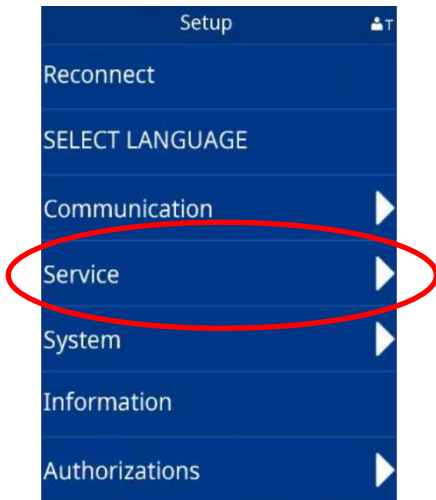 Setup
T
Reconnect
SELECT LANGUAGE
Communication
Service
System
Information
Authorizations